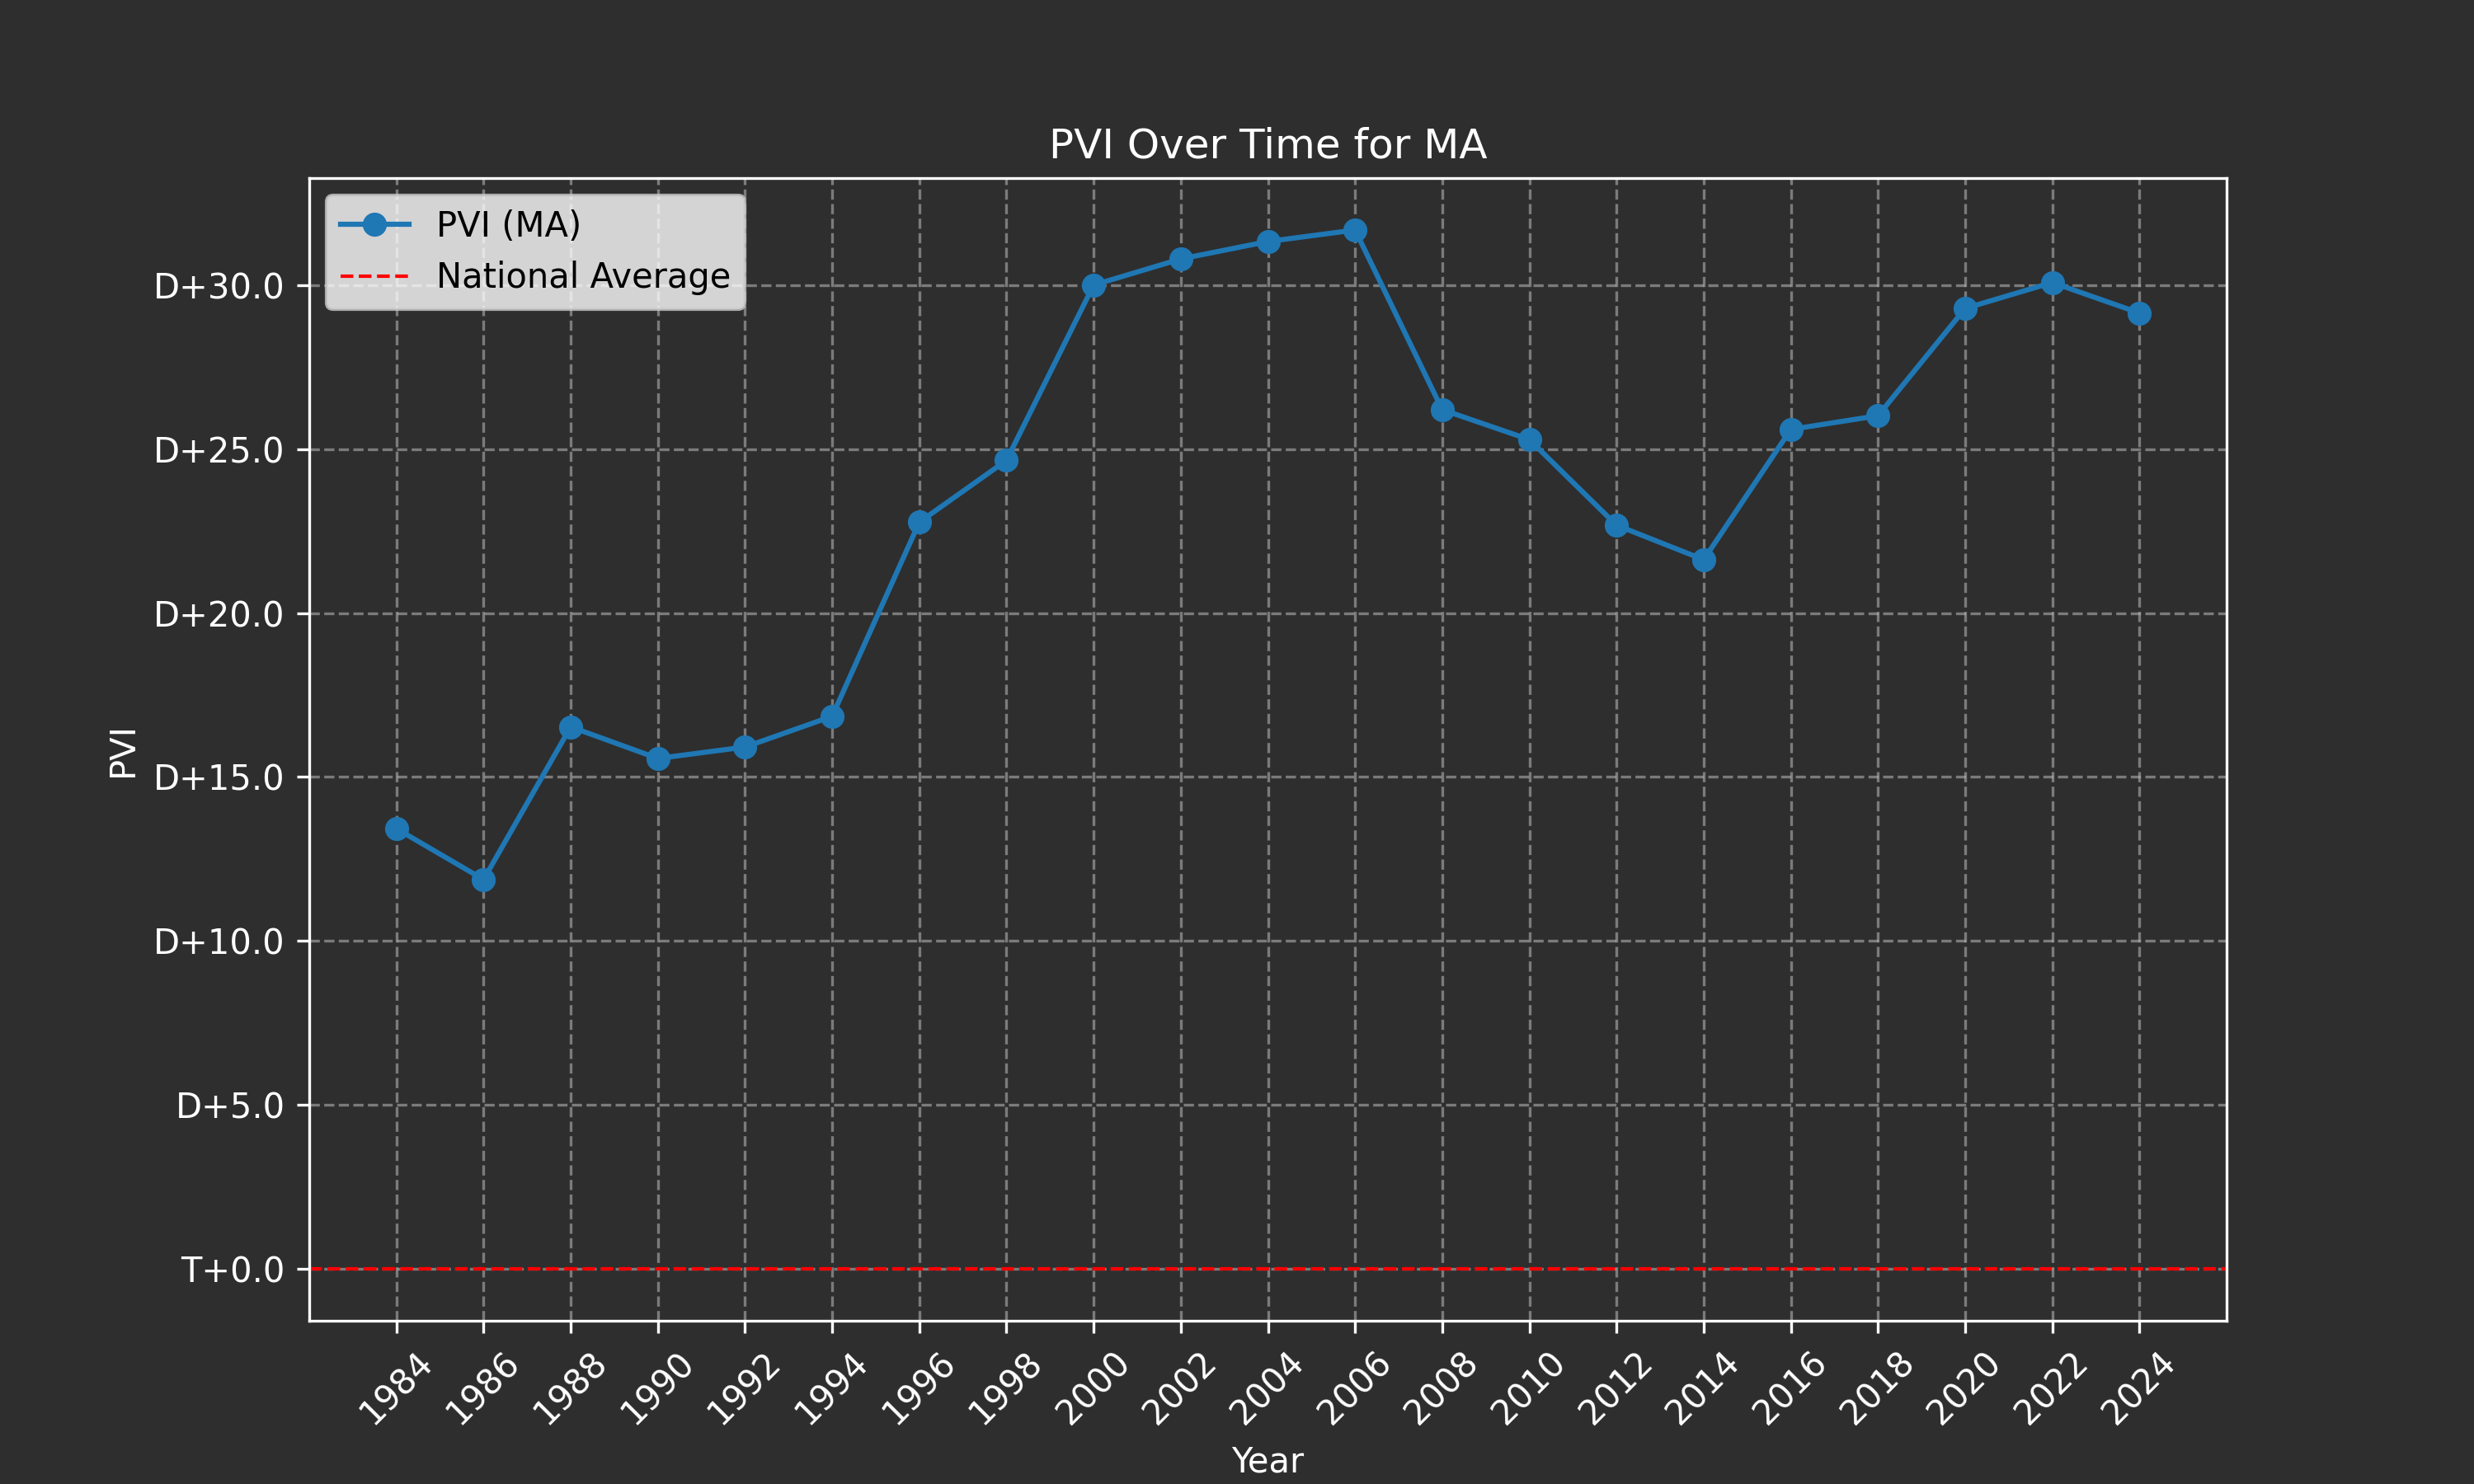 PVI Over Time for MA
PVI (MA)
National Average
D+30.0
D+25.0
D+20.0
D+15.0
D+10.0
D+5.0
T+0.0
PVI
1984 1986 1988 1990 1992 1994 1996 1998 2000 2002 2004 2006 2008 2010 2012 2014 2016 2018 2020 2022 2024
Year